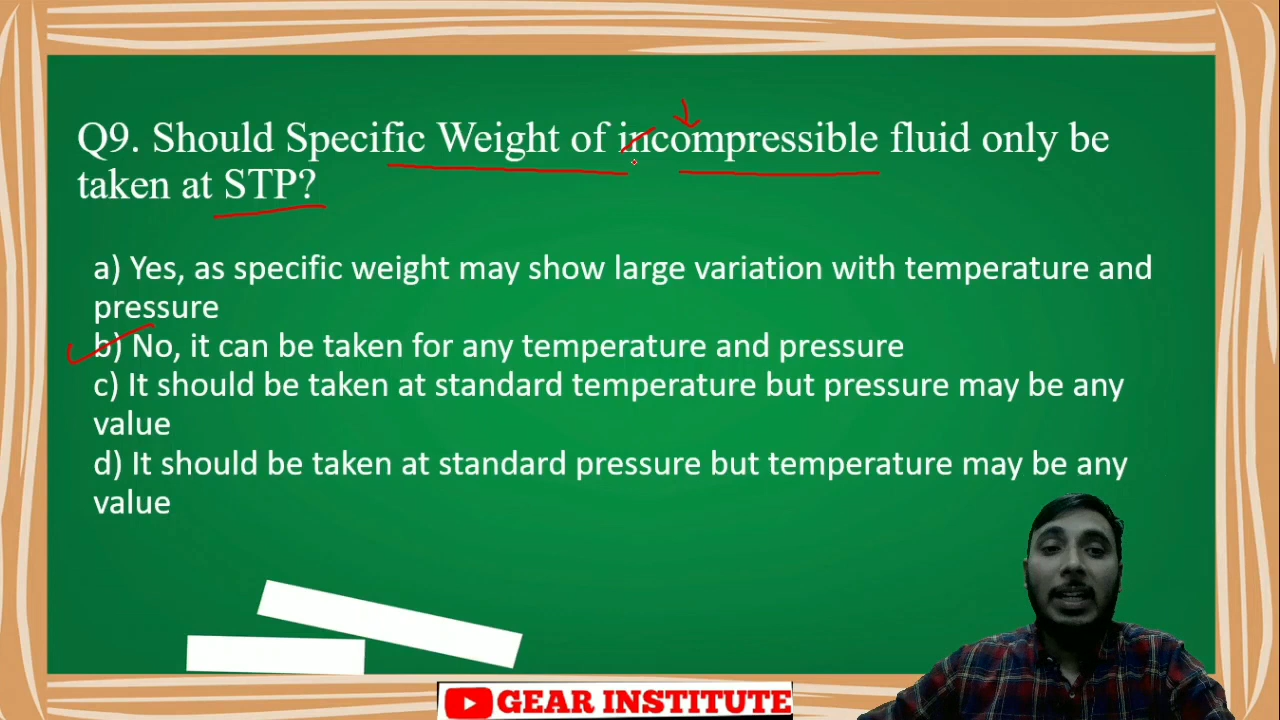 Q9. Should Specific Weight of incompressible fluid only be
taken at STP?
a) Yes, as specific weight may show large variation with temperature and
pressure
b) No, it can be taken for any temperature and pressure
c) It should be taken at standard temperature but pressure may be any
value
d) It should be taken at standard pressure but temperature may be any
value
GEAR INSTITUTE